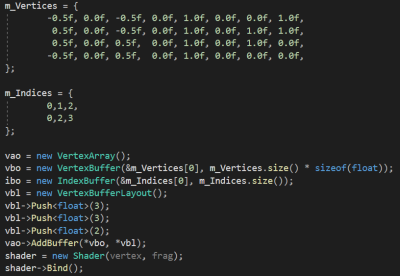 m_Vertices = {
-0.5f, 0.0f, -0.5f, 0.0f, 1.0f, 0.0f, 0.0f, 1.0f,
0.5f, 0.0f, -0.5f, 0.0f, 1.0f, 0.0f, 1.0f, 1.0f,
0.5f, 0.0f, 0.5f, 0.0f, 1.0f, 0.0f, 1.0f, 0.0f,
-0.5f, 0.0f, 0.5f, 0.0f, 1.0f, 0.0f, 0.0f, 0.0f,
};
m_Indices = {
0,1,2,
0,2,3
};
vao = new VertexArray();
vbo = new VertexBuffer(&m_Vertices[0], m_Vertices.size() * sizeof(float));
ibo = new IndexBuffer(&m_Indices[0], m_Indices.size());
vbl = new VertexBufferLayout();
vbl->Push<float>(3);
vbl->Push<float>(3);
vbl->Push<float>(2);
vao->AddBuffer(*vbo, *vbl);
shader = new Shader(vertex, frag);
shader->Bind();